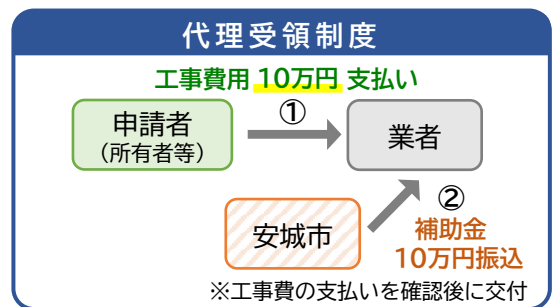 代理受領制度
工事費用 10万円 支払い
①
申請者
（所有者等）
業者
②
安城市
補助金
10万円振込
※工事費の支払いを確認後に交付